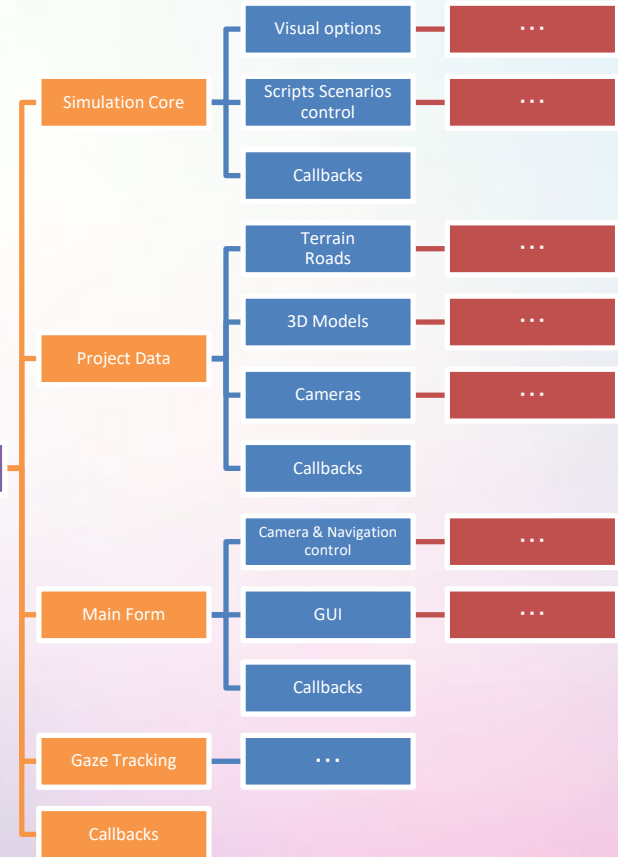 Visual options
...
Simulation Core
Scripts Scenarios
control
...
Callbacks
Terrain
Roads
...
3D Models
...
Project Data
Cameras
...
Callbacks
Camera & Navigation
control
...
Main Form
GUI
...
Callbacks
Gaze Tracking
...
Callbacks